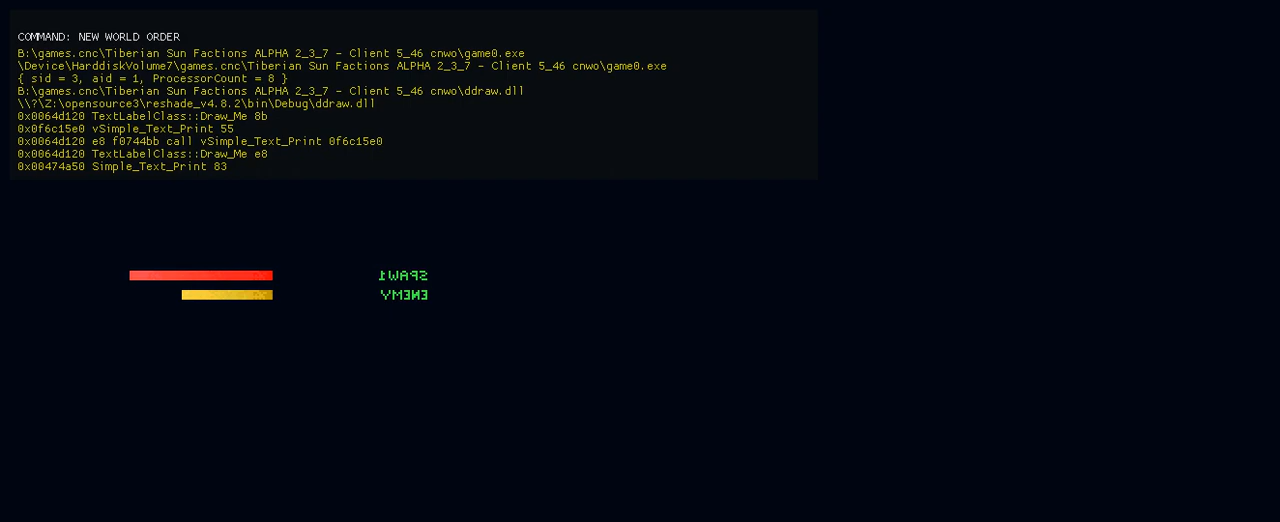 COMMAND: NEW WORLD ORDER
B:\games.cnc\Tiberian Sun Factions ALPHA 2_3_7 - Client 5_46 cnwo\game0.exe
\Device\HarddiskVolume7\games.cnc\Tiberian Sun Factions ALPHA 2_3_7 - Client 5_46 cnwo\game0.exe
{ sid = 3, aid = 1, ProcessorCount = 8 }
B:\games.cnc\Tiberian Sun Factions ALPHA 2_3_7 - Client 5_46 cnwo\ddraw.dll
\\?\Z:\opensource3\reshade_v4.8.2\bin\Debug\ddraw.dll
0x0064d120 TextLabelClass::Draw_Me 8b
0x0f6c15e0 vSimple_Text_Print 55
0x0064d120 e8 f0744bb call vSimple_Text_Print 0f6c15e0
0x0064d120 TextLabelClass::Draw_Me e8
0x00474a50 Simple_Text_Print 83
SPAW1
ENEMY